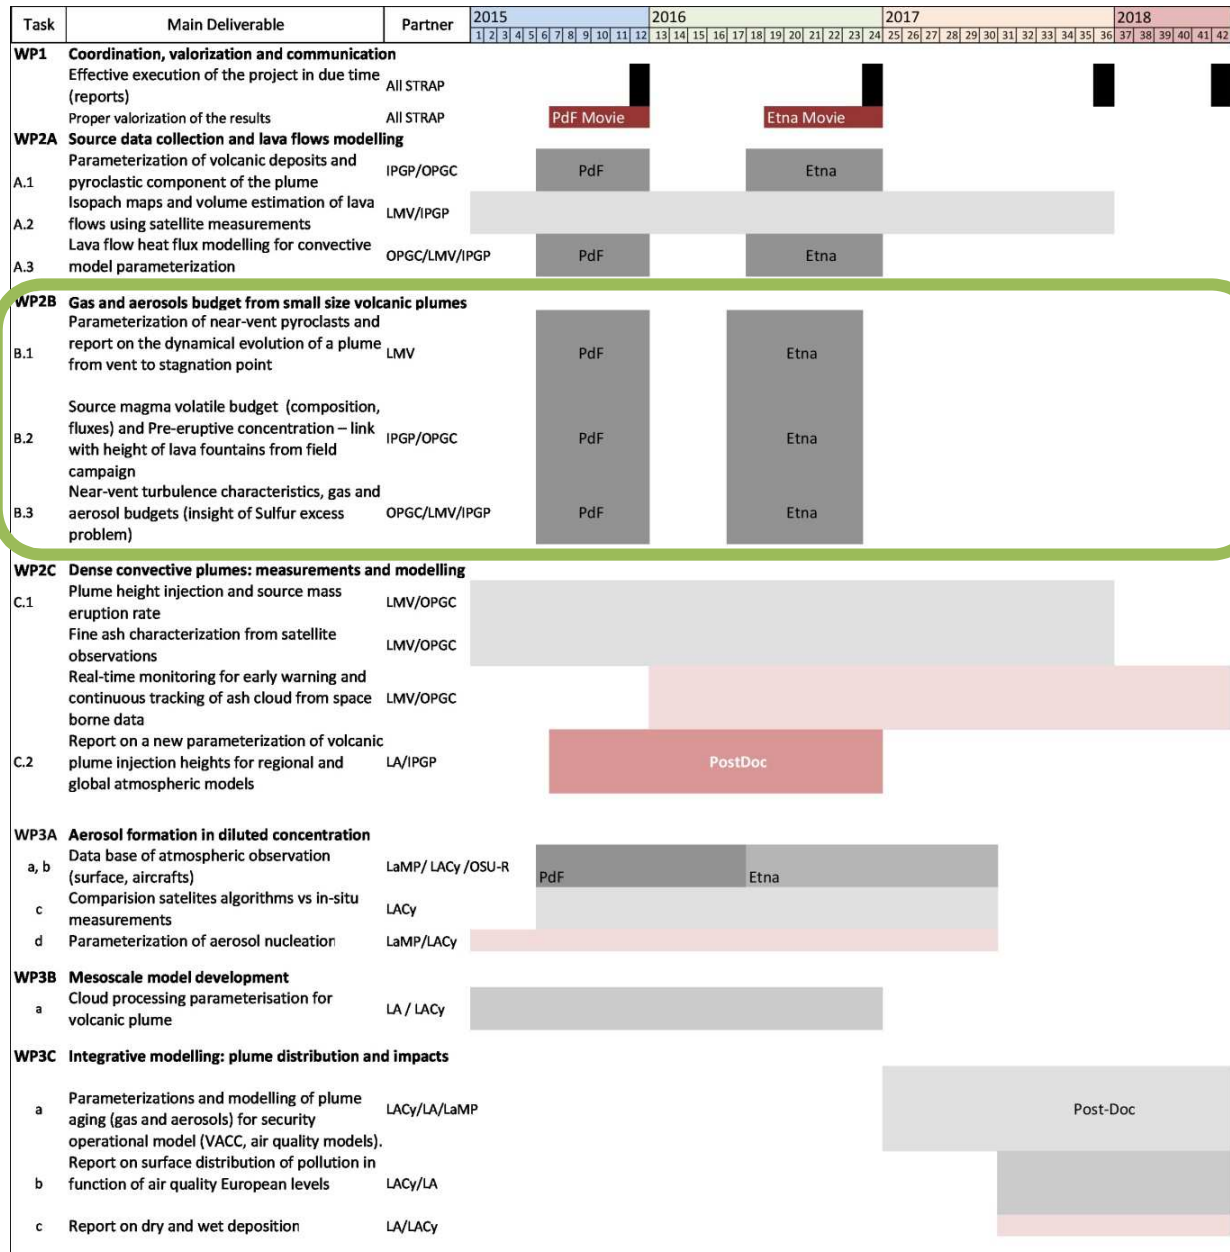 Task Main Deliverable Partner 2015 2016 2017 2018
1 2 3 4 5 6 7 8 9 10 11 12 13 14 15 16 17 18 19 20 21 22 23 24 25 26 27 28 29 30 31 32 33 34 35 36 37 38 39 40 41 42
WP1 Coordination, valorization and communication
Effective execution of the project in due time
(reports)
All STRAP
Proper valorization of the results All STRAP PdF Movie Etna Movie
WP2A Source data collection and lava flows modelling
Parameterization of volcanic deposits and
A.1 pyroclastic component of the plume IPGP/OPGC PdF Etna
Isopach maps and volume estimation of lava
A.2 flows using satellite measurements LMV/IPGP
Lava flow heat flux modelling for convective
A.3 model parameterization OPGC/LMV/IPGP PdF Etna
WP2B Gas and aerosols budget from small size volcanic plumes
Parameterization of near-vent pyroclasts and
B.1 report on the dynamical evolution of a plume LMV PdF Etna
from vent to stagnation point
Source magma volatile budget (composition,
fluxes) and Pre-eruptive concentration – link
B.2 with height of lava fountains from field IPGP/OPGC PdF Etna
campaign
Near-vent turbulence characteristics, gas and
B.3 aerosol budgets (insight of Sulfur excess OPGC/LMV/IPGP PdF Etna
problem)
WP2C Dense convective plumes: measurements and modelling
C.1 Plume height injection and source mass
eruption rate LMV/OPGC
Fine ash characterization from satellite
observations LMV/OPGC
Real-time monitoring for early warning and
continuous tracking of ash cloud from space LMV/OPGC
borne data
Report on a new parameterization of volcanic
C.2 plume injection heights for regional and LA/IPGP PostDoc
global atmospheric models
WP3A Aerosol formation in diluted concentration
a, b Data base of atmospheric observation
(surface, aircrafts) LaMP/ LACy /OSU-R PdF Etna
c Comparision satelites algorithms vs in-situ
measurements LACy
d Parameterization of aerosol nucleation LaMP/LACy
WP3B Mesoscale model development
a Cloud processing parameterisation for
volcanic plume LA / LACy
WP3C Integrative modelling: plume distribution and impacts
Parameterizations and modelling of plume
a aging (gas and aerosols) for security LACy/LA/LaMP Post-Doc
operational model (VACC, air quality models).
Report on surface distribution of pollution in
b function of air quality European levels LACy/LA
c Report on dry and wet deposition LA/LACy